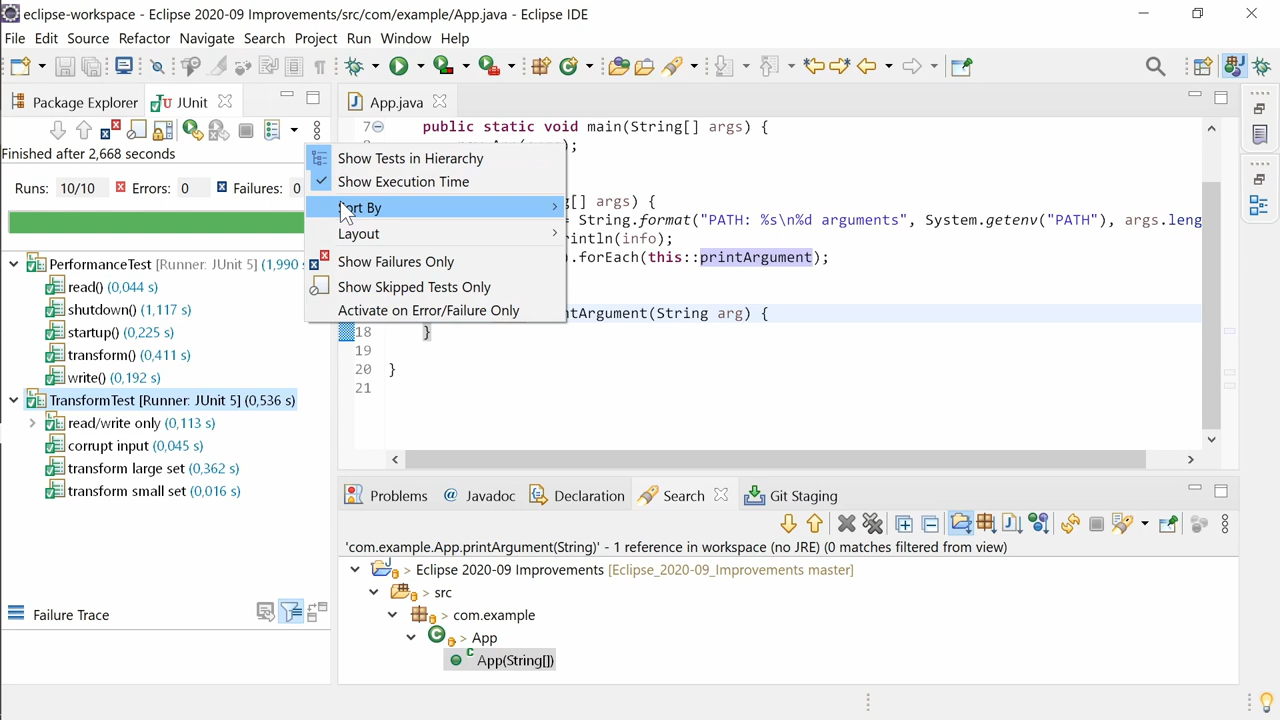 eclipse-workspace - Eclipse 2020-09 Improvements/src/com/example/App.java - Eclipse IDE
File Edit Source Refactor Navigate Search Project Run Window Help
Package Explorer JUnit
Finished after 2,668 seconds
Runs: 10/10 Errors: 0 Failures: 0
PerformanceTest [Runner: JUnit 5] (1,990
read() (0,044 s)
shutdown() (1,117 s)
startup() (0,225 s)
transform() (0,411 s)
write() (0,192 s)
TransformTest [Runner: JUnit 5] (0,536 s)
read/write only (0,113 s)
corrupt input (0,045 s)
transform large set (0,362 s)
transform small set (0,016 s)
Failure Trace
Show Tests in Hierarchy
Show Execution Time
Sort By
Layout
Show Failures Only
Show Skipped Tests Only
Activate on Error/Failure Only
App.java
7 public static void main(String[] args) {
);
[] args) {
= String.format("PATH: %s\n%d arguments", System.getenv("PATH"), args.leng
rintln(info);
).forEach(this::printArgument);
tArgument(String arg) {
18 }
19
20 }
21
Problems @ Javadoc Declaration Search Git Staging
'com.example.App.printArgument(String)' - 1 reference in workspace (no JRE) (0 matches filtered from view)
> Eclipse 2020-09 Improvements [Eclipse_2020-09_Improvements master]
> src
> com.example
> App
App(String[])